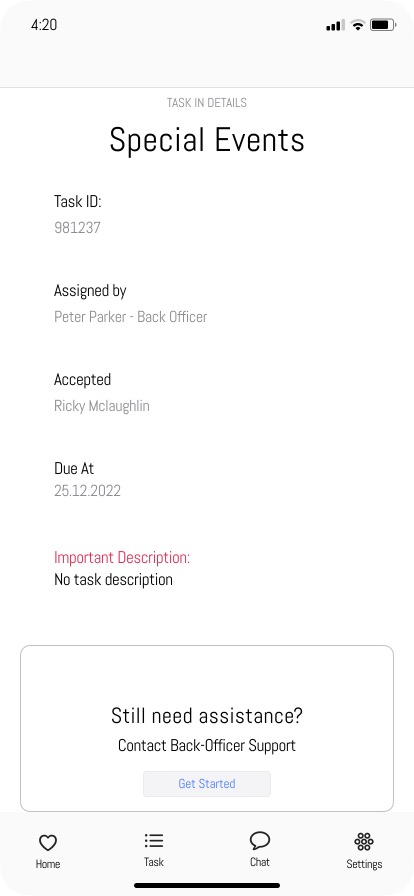 4:20
TASK IN DETAILS
Special Events
Task ID:
981237
Assigned by
Peter Parker - Back Officer
Accepted
Ricky Mclaughlin
Due At
25.12.2022
Important Description:
No task description
Still need assistance?
Contact Back-Officer Support
Get Started
Home
Task
Chat
Settings